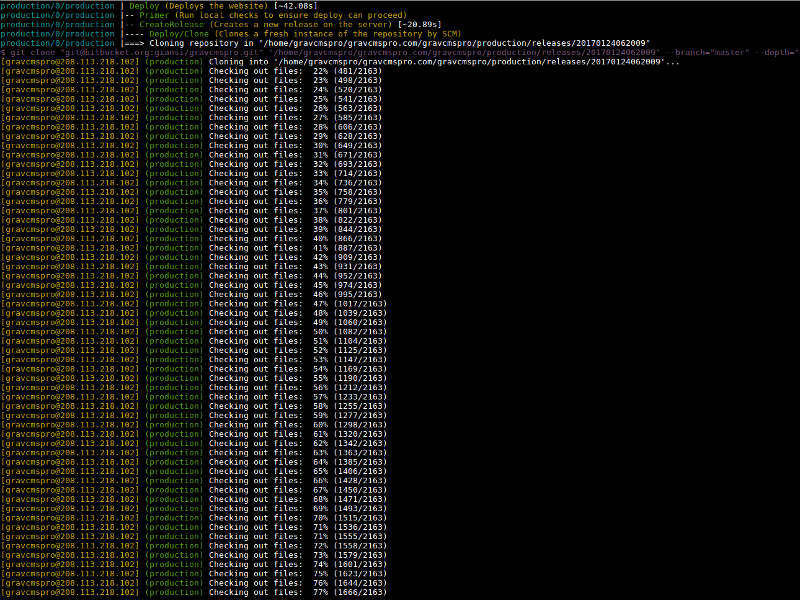 production/0/production | Deploy (Deploys the website) [~42.08s]
production/0/production |-- Primer (Run local checks to ensure deploy can proceed)
production/0/production |-- CreateRelease (Creates a new release on the server) [~20.89s]
production/0/production |---- Deploy/Clone (Clones a fresh instance of the repository by SCM)
production/0/production |===> Cloning repository in "/home/gravcmspro/gravcmspro.com/gravcmspro/production/releases/20170124062009"
$ git clone "git@bitbucket.org:giansi/gravcmspro.git" "/home/gravcmspro/gravcmspro.com/gravcmspro/production/releases/20170124062009" --branch="master" --depth="
[gravcmspro@208.113.218.102] (production) Cloning into '/home/gravcmspro/gravcmspro.com/gravcmspro/production/releases/20170124062009'...
[gravcmspro@208.113.218.102] (production) Checking out files:  22% (481/2163)
[gravcmspro@208.113.218.102] (production) Checking out files:  23% (498/2163)
[gravcmspro@208.113.218.102] (production) Checking out files:  24% (520/2163)
[gravcmspro@208.113.218.102] (production) Checking out files:  25% (541/2163)
[gravcmspro@208.113.218.102] (production) Checking out files:  26% (563/2163)
[gravcmspro@208.113.218.102] (production) Checking out files:  27% (585/2163)
[gravcmspro@208.113.218.102] (production) Checking out files:  28% (606/2163)
[gravcmspro@208.113.218.102] (production) Checking out files:  29% (628/2163)
[gravcmspro@208.113.218.102] (production) Checking out files:  30% (649/2163)
[gravcmspro@208.113.218.102] (production) Checking out files:  31% (671/2163)
[gravcmspro@208.113.218.102] (production) Checking out files:  32% (693/2163)
[gravcmspro@208.113.218.102] (production) Checking out files:  33% (714/2163)
[gravcmspro@208.113.218.102] (production) Checking out files:  34% (736/2163)
[gravcmspro@208.113.218.102] (production) Checking out files:  35% (758/2163)
[gravcmspro@208.113.218.102] (production) Checking out files:  36% (779/2163)
[gravcmspro@208.113.218.102] (production) Checking out files:  37% (801/2163)
[gravcmspro@208.113.218.102] (production) Checking out files:  38% (822/2163)
[gravcmspro@208.113.218.102] (production) Checking out files:  39% (844/2163)
[gravcmspro@208.113.218.102] (production) Checking out files:  40% (866/2163)
[gravcmspro@208.113.218.102] (production) Checking out files:  41% (887/2163)
[gravcmspro@208.113.218.102] (production) Checking out files:  42% (909/2163)
[gravcmspro@208.113.218.102] (production) Checking out files:  43% (931/2163)
[gravcmspro@208.113.218.102] (production) Checking out files:  44% (952/2163)
[gravcmspro@208.113.218.102] (production) Checking out files:  45% (974/2163)
[gravcmspro@208.113.218.102] (production) Checking out files:  46% (995/2163)
[gravcmspro@208.113.218.102] (production) Checking out files:  47% (1017/2163)
[gravcmspro@208.113.218.102] (production) Checking out files:  48% (1039/2163)
[gravcmspro@208.113.218.102] (production) Checking out files:  49% (1060/2163)
[gravcmspro@208.113.218.102] (production) Checking out files:  50% (1082/2163)
[gravcmspro@208.113.218.102] (production) Checking out files:  51% (1104/2163)
[gravcmspro@208.113.218.102] (production) Checking out files:  52% (1125/2163)
[gravcmspro@208.113.218.102] (production) Checking out files:  53% (1147/2163)
[gravcmspro@208.113.218.102] (production) Checking out files:  54% (1169/2163)
[gravcmspro@208.113.218.102] (production) Checking out files:  55% (1190/2163)
[gravcmspro@208.113.218.102] (production) Checking out files:  56% (1212/2163)
[gravcmspro@208.113.218.102] (production) Checking out files:  57% (1233/2163)
[gravcmspro@208.113.218.102] (production) Checking out files:  58% (1255/2163)
[gravcmspro@208.113.218.102] (production) Checking out files:  59% (1277/2163)
[gravcmspro@208.113.218.102] (production) Checking out files:  60% (1298/2163)
[gravcmspro@208.113.218.102] (production) Checking out files:  61% (1320/2163)
[gravcmspro@208.113.218.102] (production) Checking out files:  62% (1342/2163)
[gravcmspro@208.113.218.102] (production) Checking out files:  63% (1363/2163)
[gravcmspro@208.113.218.102] (production) Checking out files:  64% (1385/2163)
[gravcmspro@208.113.218.102] (production) Checking out files:  65% (1406/2163)
[gravcmspro@208.113.218.102] (production) Checking out files:  66% (1428/2163)
[gravcmspro@208.113.218.102] (production) Checking out files:  67% (1450/2163)
[gravcmspro@208.113.218.102] (production) Checking out files:  68% (1471/2163)
[gravcmspro@208.113.218.102] (production) Checking out files:  69% (1493/2163)
[gravcmspro@208.113.218.102] (production) Checking out files:  70% (1515/2163)
[gravcmspro@208.113.218.102] (production) Checking out files:  71% (1536/2163)
[gravcmspro@208.113.218.102] (production) Checking out files:  71% (1555/2163)
[gravcmspro@208.113.218.102] (production) Checking out files:  72% (1558/2163)
[gravcmspro@208.113.218.102] (production) Checking out files:  73% (1579/2163)
[gravcmspro@208.113.218.102] (production) Checking out files:  74% (1601/2163)
[gravcmspro@208.113.218.102] (production) Checking out files:  75% (1623/2163)
[gravcmspro@208.113.218.102] (production) Checking out files:  76% (1644/2163)
[gravcmspro@208.113.218.102] (production) Checking out files:  77% (1666/2163)